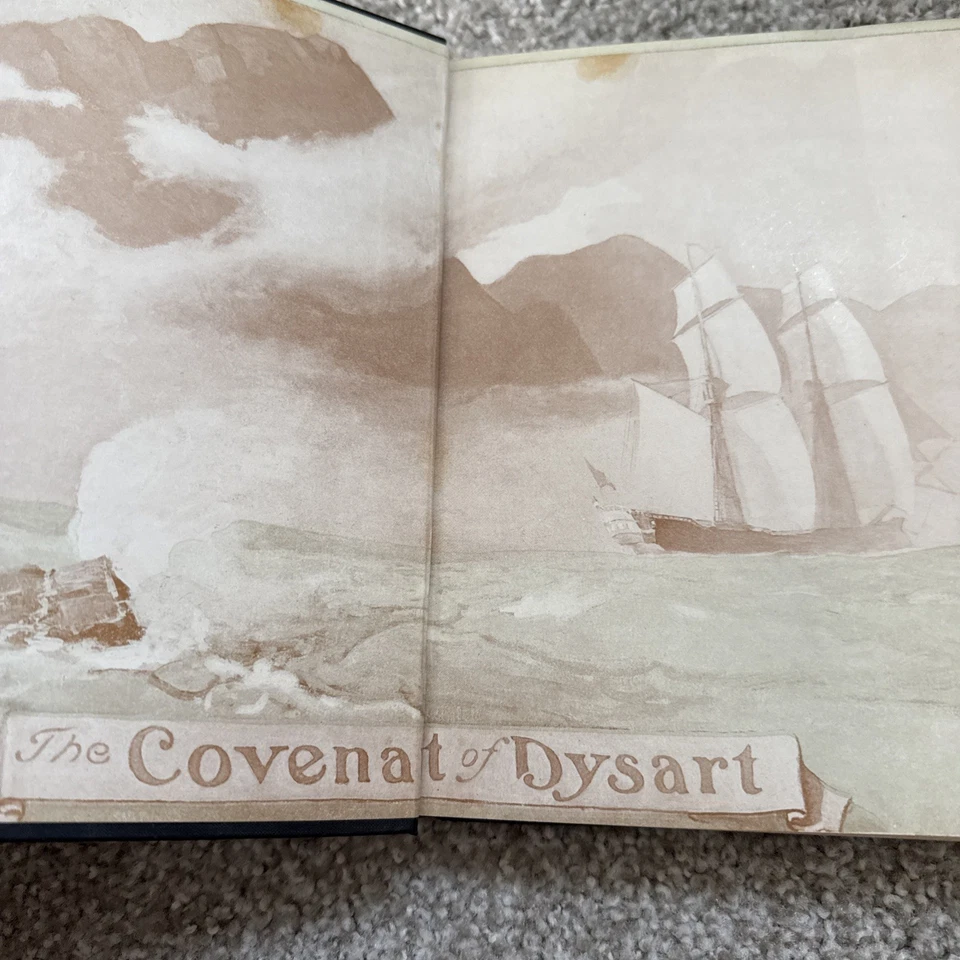 The Covenat of Dysart